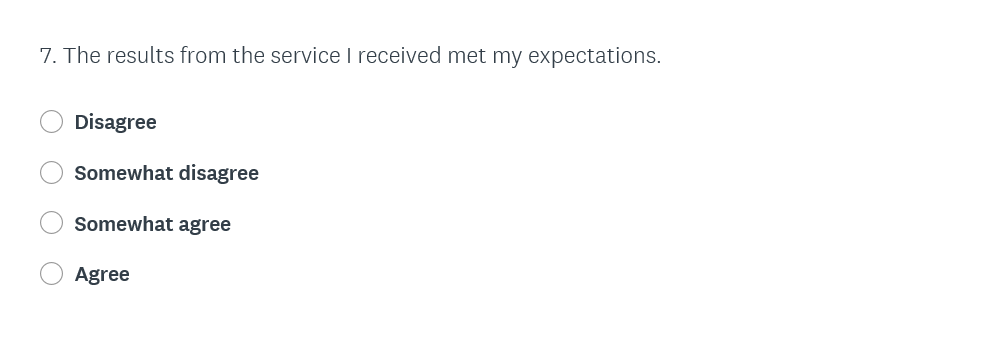 7. The results from the service I received met my expectations.
Disagree
Somewhat disagree
Somewhat agree
Agree